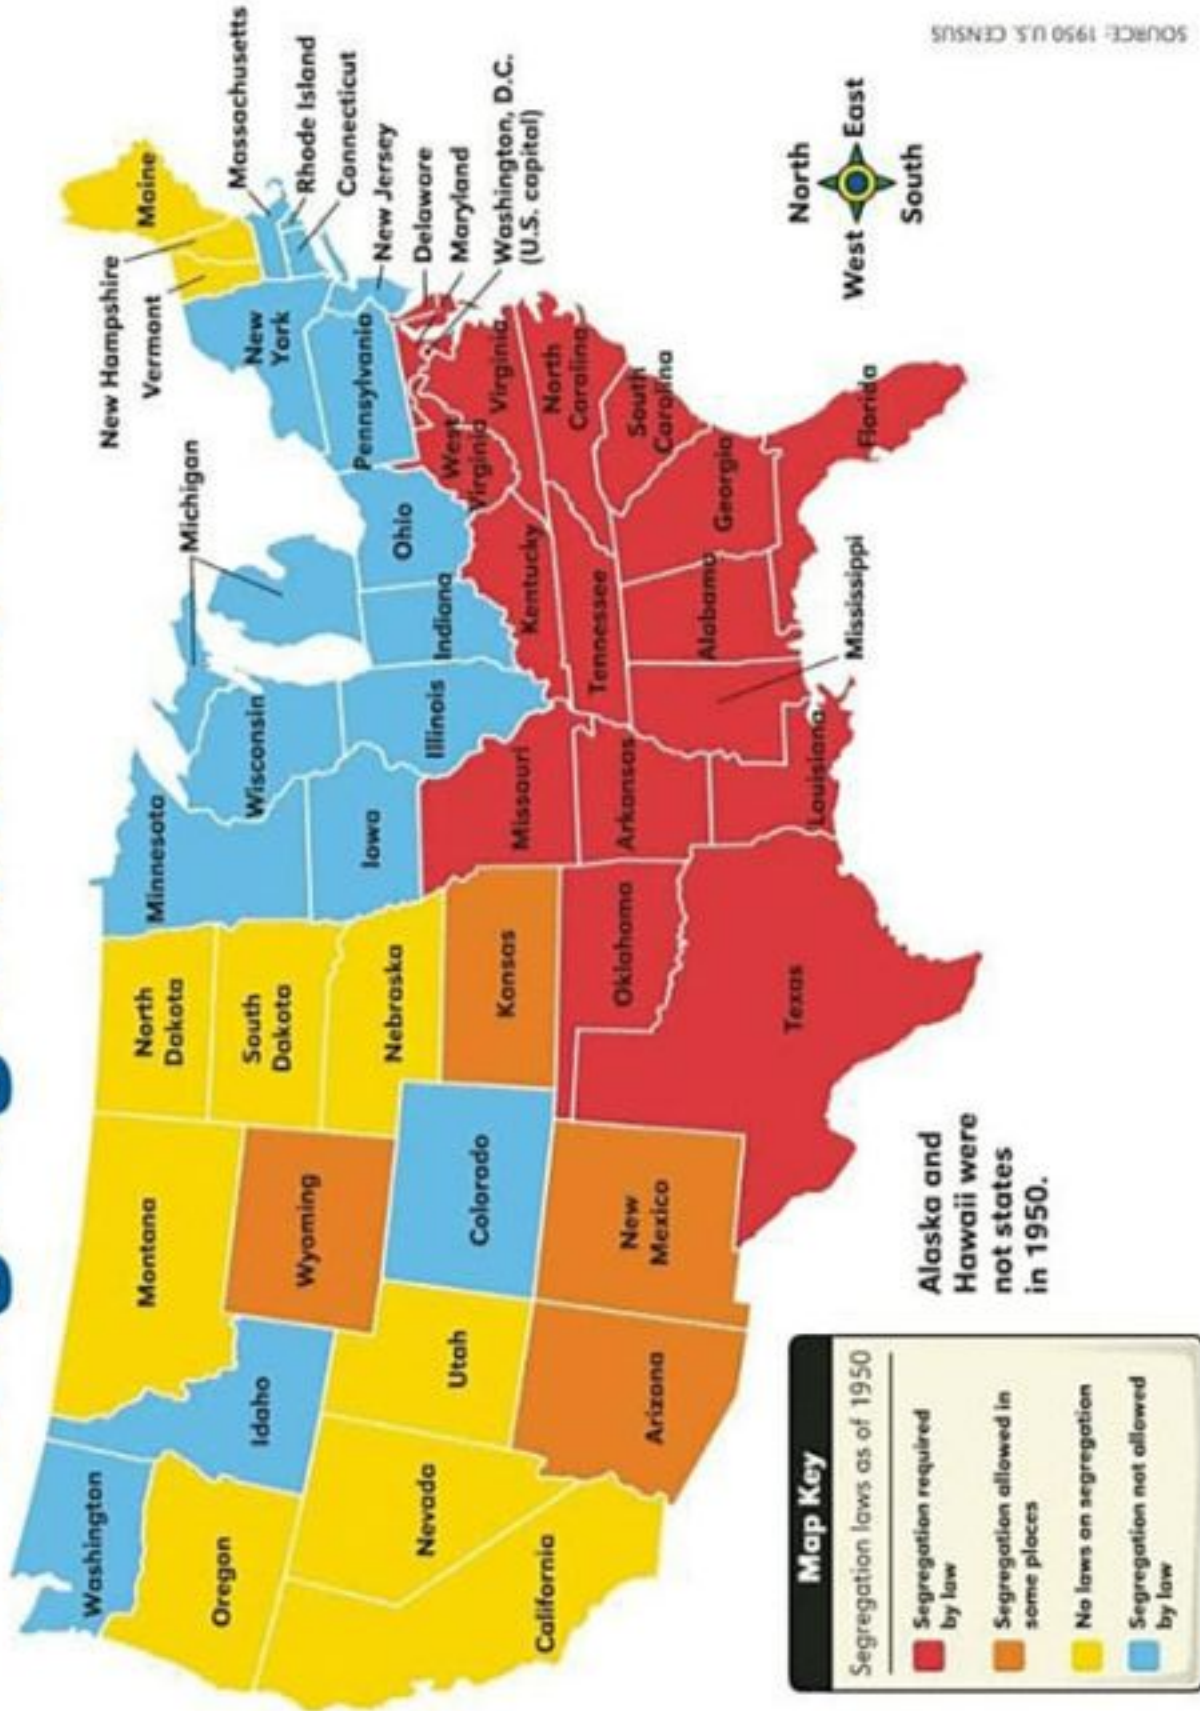 Washington
Oregon
California
Nevada
Idaho
Montana
Wyoming
Utah
Arizona
Colorado
New
Mexico
North
Dakota
South
Dakota
Nebraska
Kansas
Oklahoma
Texas
Minnesota
Iowa
Missouri
Arkansas
Louisiana
Wisconsin
Illinois
Michigan
Indiana
Ohio
Kentucky
Tennessee
Mississippi
Alabama
Georgia
Florida
South
Carolina
North
Carolina
Virginia
West
Virginia
Pennsylvania
New
York
Vermont
New Hampshire
Maine
Massachusetts
Rhode Island
Connecticut
New Jersey
Delaware
Maryland
Washington, D.C.
(U.S. capital)
North
West East
South
Alaska and
Hawaii were
not states
in 1950.
Map Key
Segregation laws as of 1950
Segregation required
by law
Segregation allowed in
some places
No laws on segregation
Segregation not allowed
by law
SOURCE: 1950 U.S. CENSUS